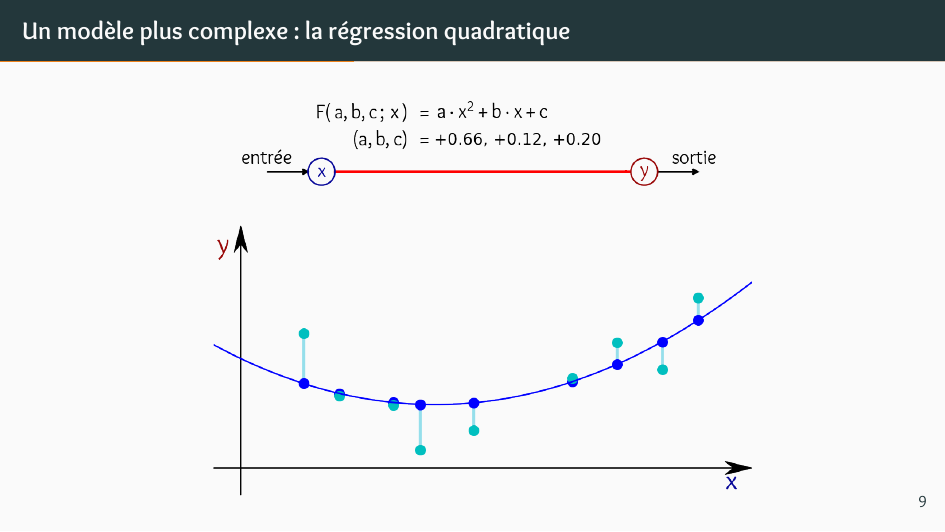 Un modèle plus complexe : la régression quadratique
F( a, b, c ; x ) = a · x² + b · x + c
(a, b, c) = +0.66, +0.12, +0.20
entrée x y sortie
y
x
9